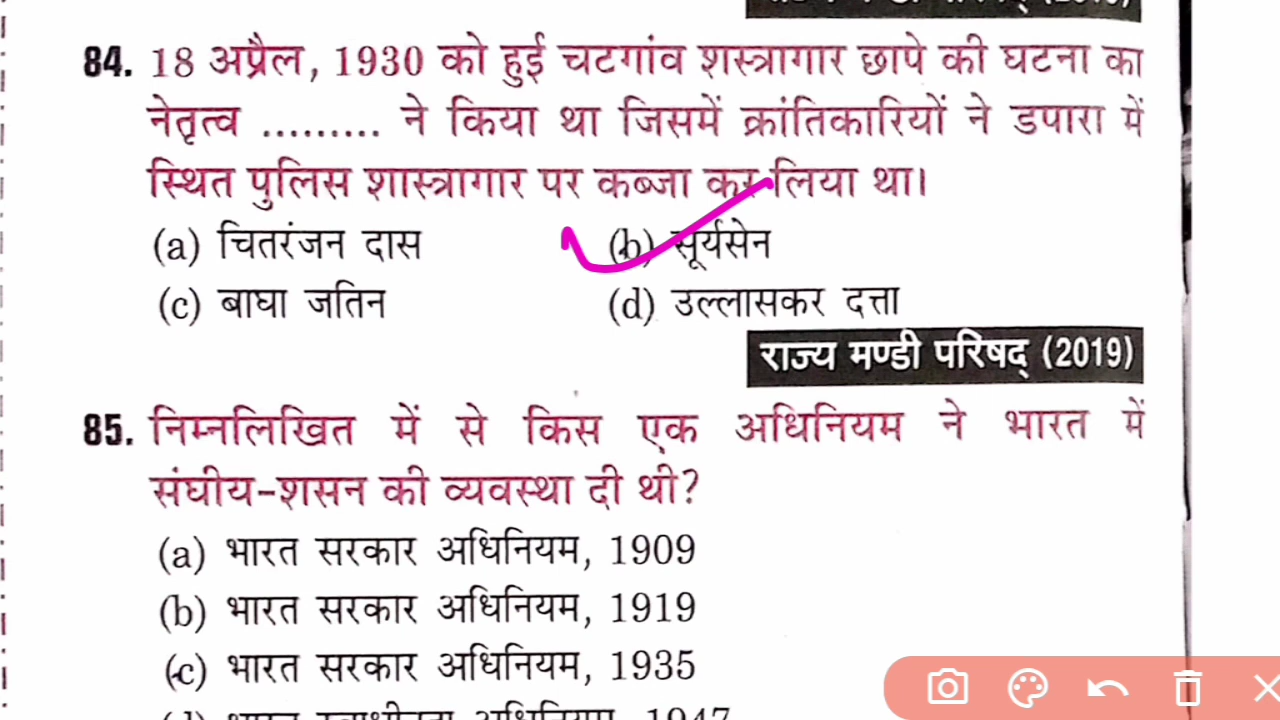 84. 18 अप्रैल, 1930 को हुई चटगांव शस्त्रागार छापे की घटना का
नेतृत्व ......... ने किया था जिसमें क्रांतिकारियों ने डपारा में
स्थित पुलिस शास्त्रागार पर कब्जा कर लिया था।
(a) चितरंजन दास (b) सूर्यसेन
(c) बाघा जतिन (d) उल्लासकर दत्ता
राज्य मण्डी परिषद् (2019)
85. निम्नलिखित में से किस एक अधिनियम ने भारत में
संघीय-शसन की व्यवस्था दी थी?
(a) भारत सरकार अधिनियम, 1909
(b) भारत सरकार अधिनियम, 1919
(c) भारत सरकार अधिनियम, 1935